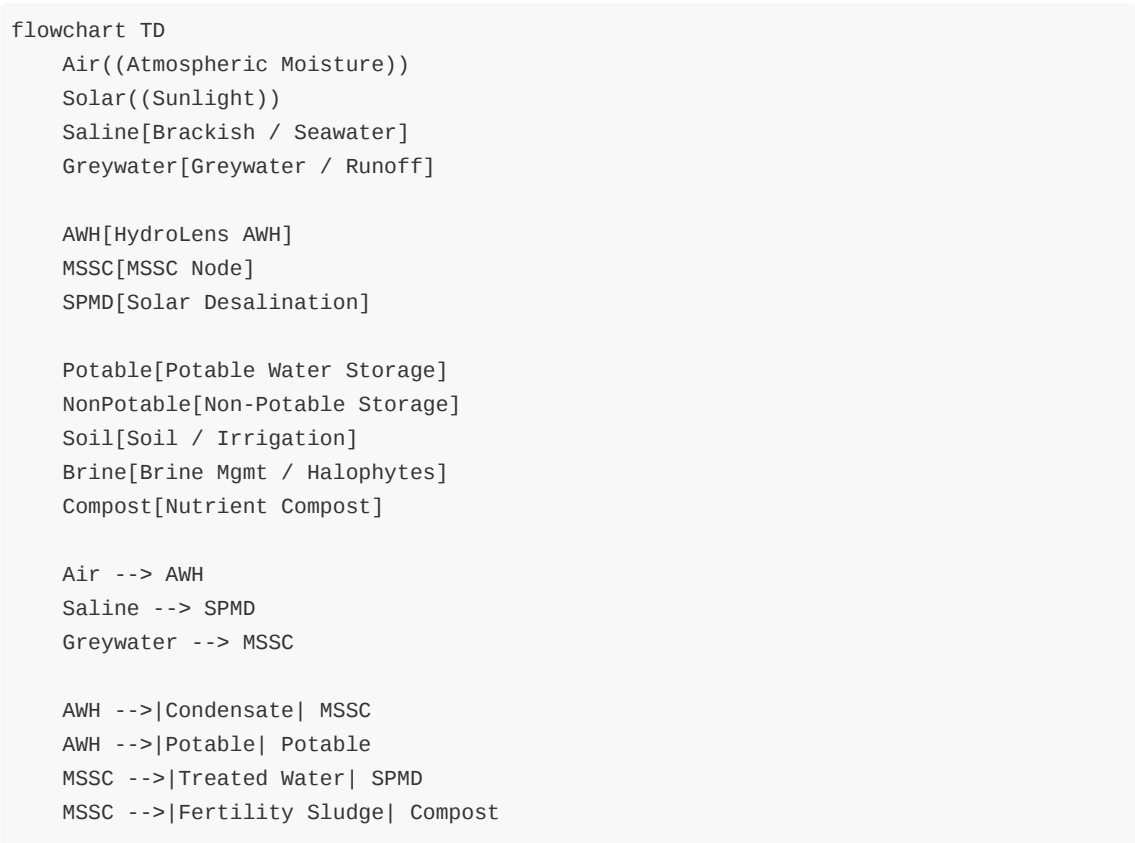 flowchart TD
    Air((Atmospheric Moisture))
    Solar((Sunlight))
    Saline[Brackish / Seawater]
    Greywater[Greywater / Runoff]

    AWH[HydroLens AWH]
    MSSC[MSSC Node]
    SPMD[Solar Desalination]

    Potable[Potable Water Storage]
    NonPotable[Non-Potable Storage]
    Soil[Soil / Irrigation]
    Brine[Brine Mgmt / Halophytes]
    Compost[Nutrient Compost]

    Air --> AWH
    Saline --> SPMD
    Greywater --> MSSC

    AWH -->|Condensate| MSSC
    AWH -->|Potable| Potable
    MSSC -->|Treated Water| SPMD
    MSSC -->|Fertility Sludge| Compost